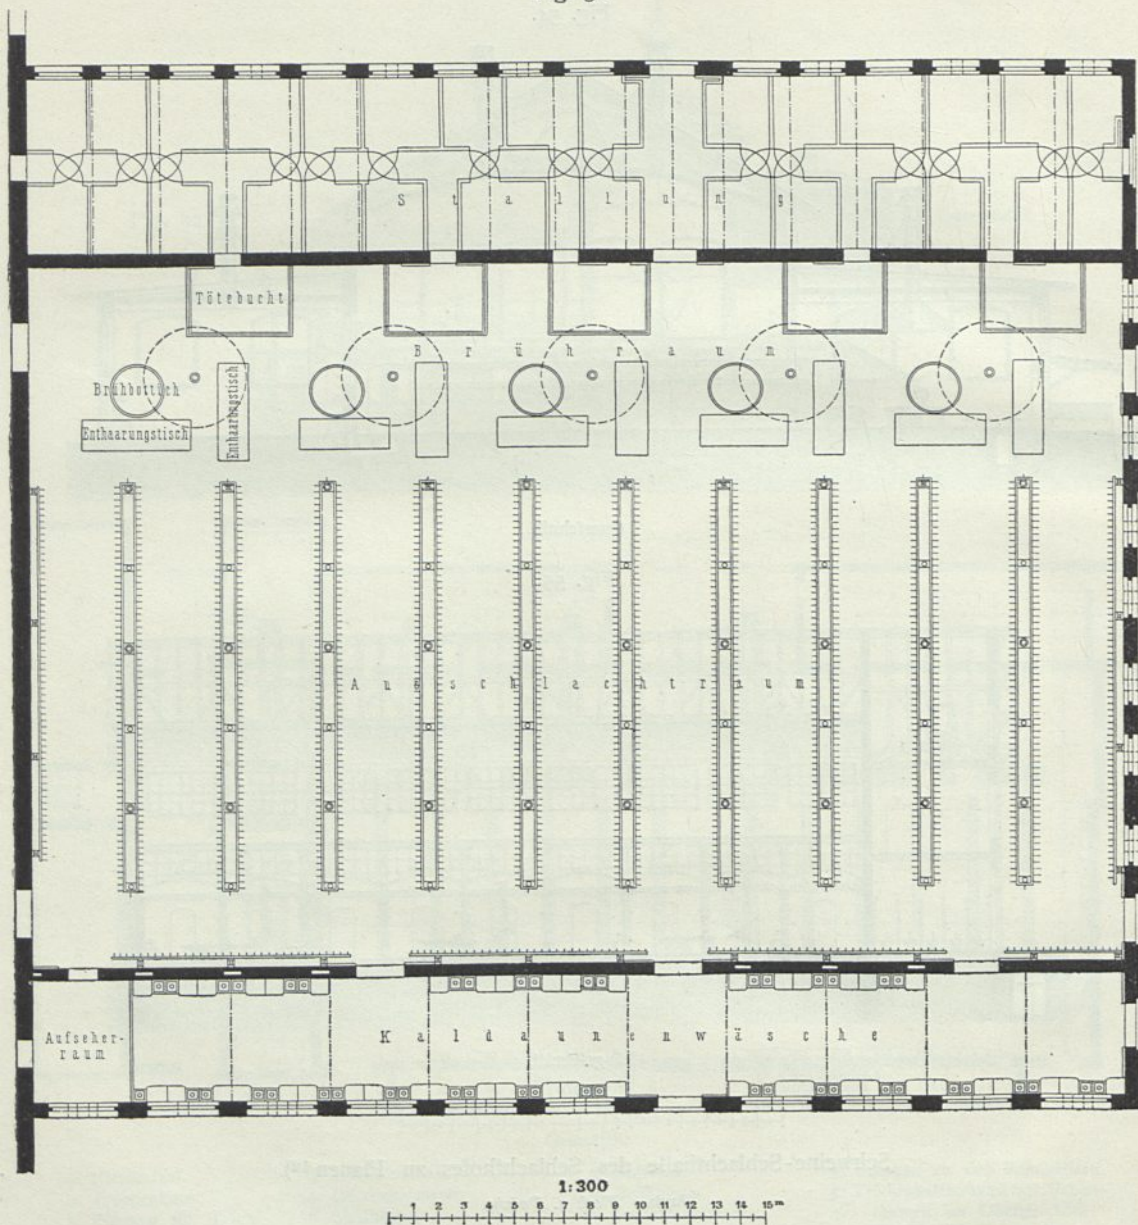 Stallung
Tötebucht
Brühraum
Brühbottich
Enthaarungstisch
Enthaarungstisch
Ausschlachtraum
Aufseher-
raum
Kaldaunenwäsche
1:300
1 2 3 4 5 6 7 8 9 10 11 12 13 14 15 m